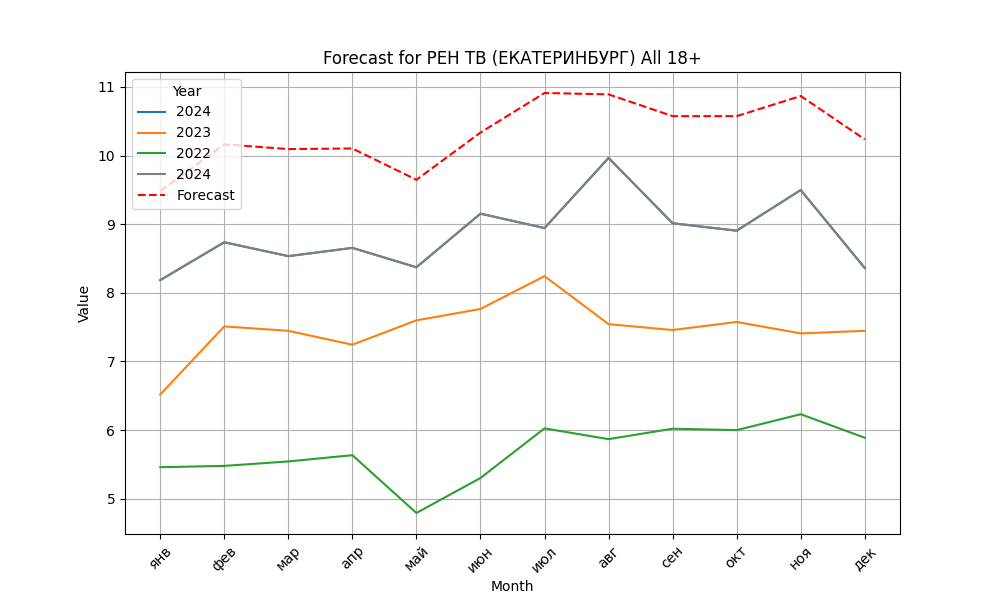 Forecast for РЕН ТВ (ЕКАТЕРИНБУРГ) All 18+
Year
2024
2023
2022
2024
Forecast
11
10
9
8
7
6
5
Value
янв
фев
мар
апр
май
июн
июл
авг
сен
окт
ноя
дек
Month